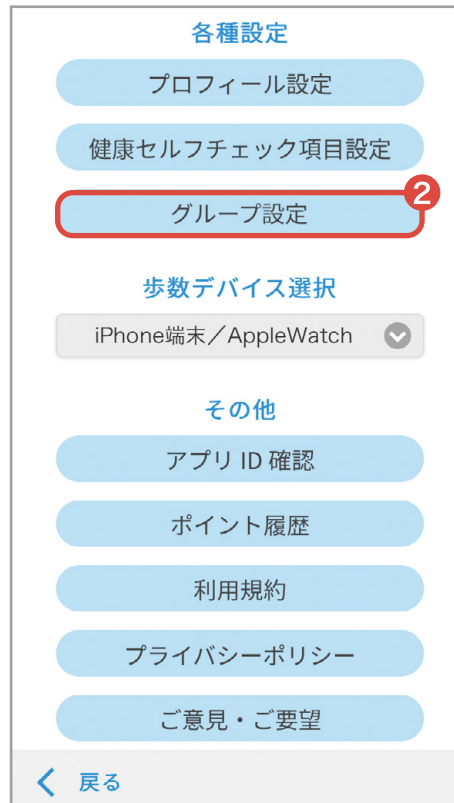 各種設定
プロフィール設定
健康セルフチェック項目設定
2
グループ設定
歩数デバイス選択
iPhone端末／AppleWatch
その他
アプリ ID 確認
ポイント履歴
利用規約
プライバシーポリシー
ご意見・ご要望
戻る